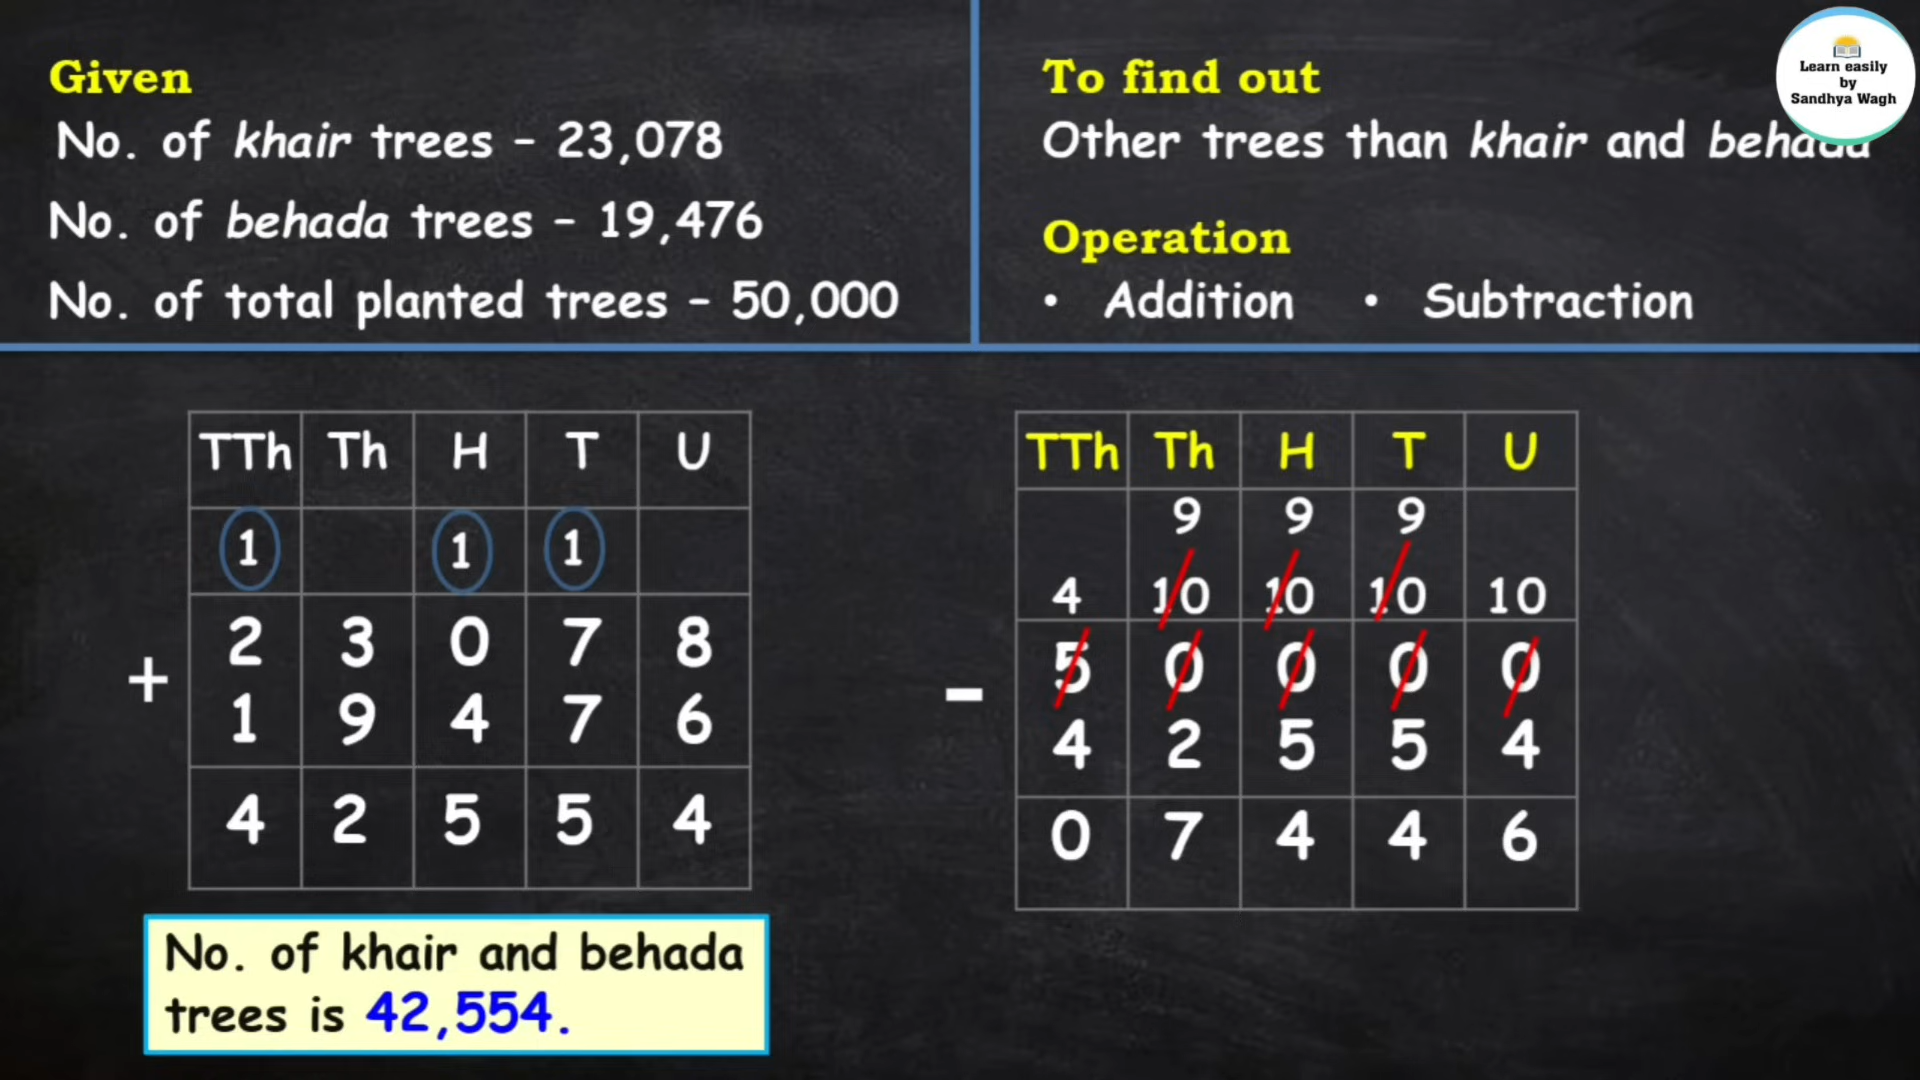 Given
No. of khair trees – 23,078
No. of behada trees – 19,476
No. of total planted trees – 50,000
To find out
Other trees than khair and behada
Operation
• Addition • Subtraction
Learn easily
by
Sandhya Wagh
TTh Th H T U
1 1 1
2 3 0 7 8
+
1 9 4 7 6
4 2 5 5 4
No. of khair and behada
trees is 42,554.
TTh Th H T U
9 9 9
4 10 10 10 10
5 0 0 0 0
-
4 2 5 5 4
0 7 4 4 6